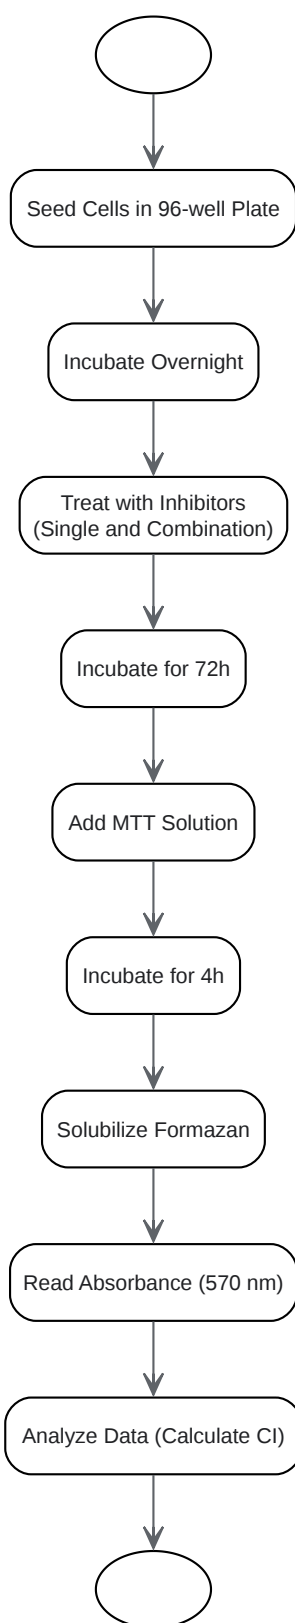 Seed Cells in 96-well Plate
Incubate Overnight
Treat with Inhibitors
(Single and Combination)
Incubate for 72h
Add MTT Solution
Incubate for 4h
Solubilize Formazan
Read Absorbance (570 nm)
Analyze Data (Calculate CI)